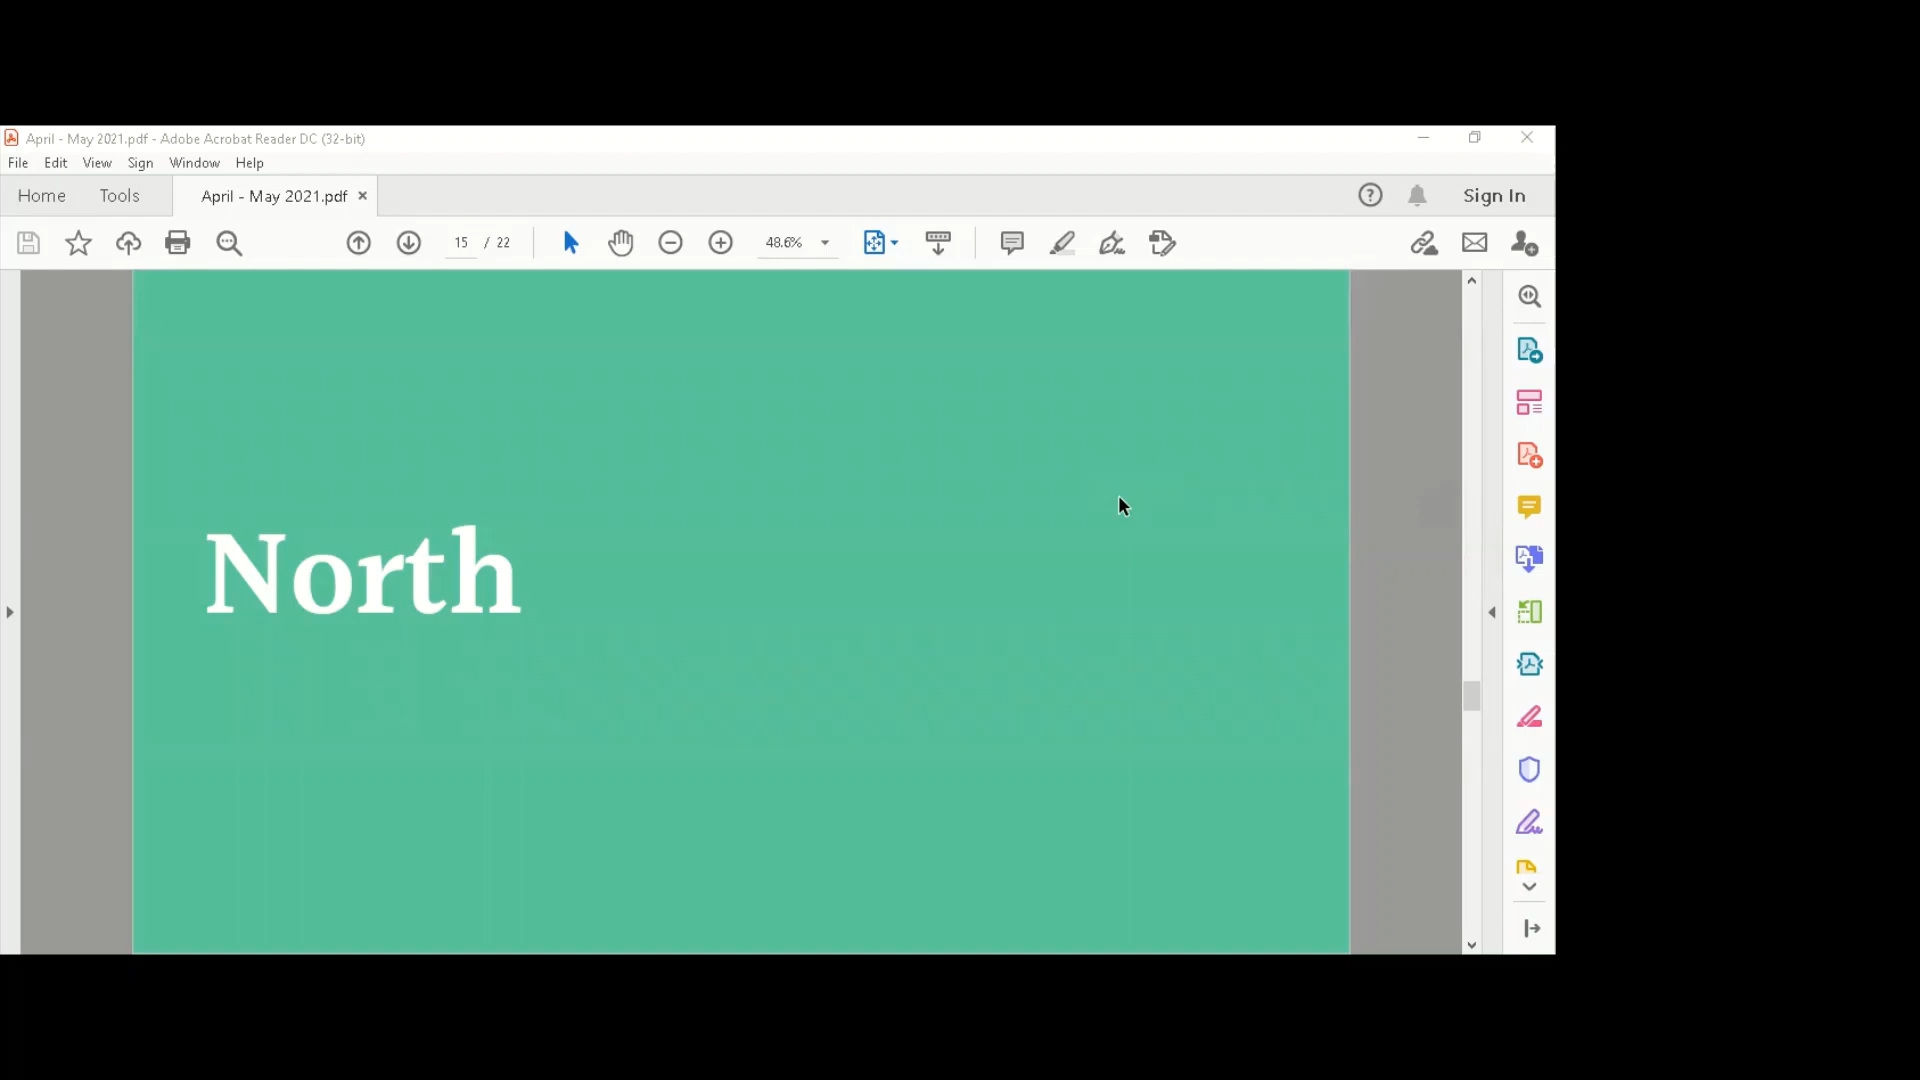 April - May 2021.pdf - Adobe Acrobat Reader DC (32-bit)
File Edit View Sign Window Help
Home Tools April - May 2021.pdf × Sign In
15 / 22 48.6%
North